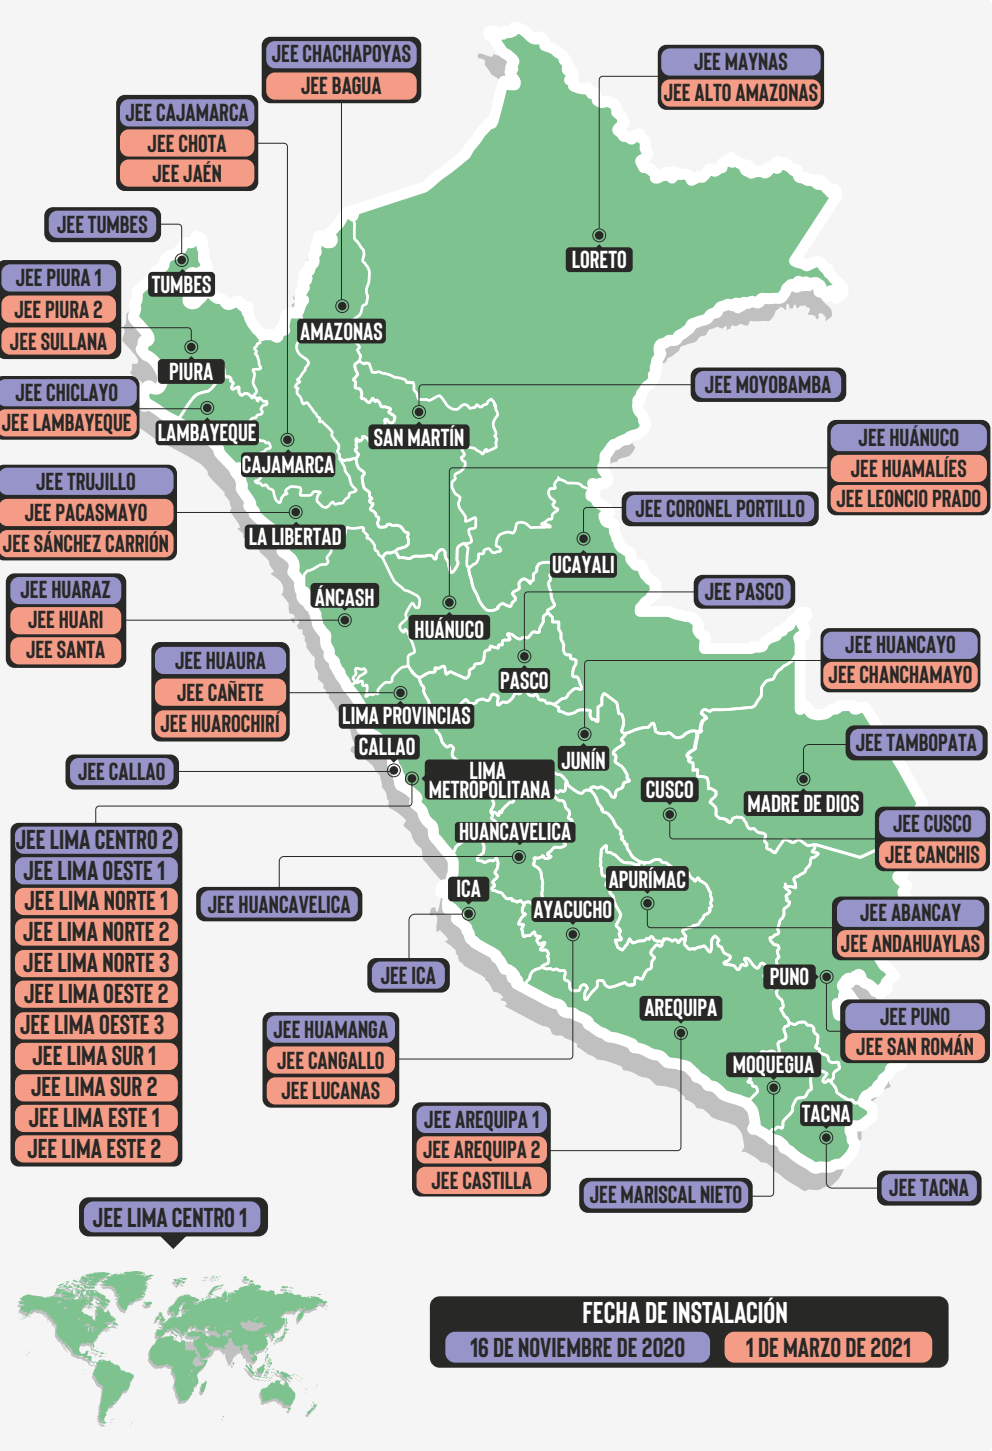 JEE CHACHAPOYAS
JEE BAGUA
JEE MAYNAS
JEE ALTO AMAZONAS
JEE CAJAMARCA
JEE CHOTA
JEE JAÉN
JEE TUMBES
TUMBES
LORETO
JEE PIURA 1
JEE PIURA 2
JEE SULLANA
AMAZONAS
PIURA
JEE CHICLAYO
JEE LAMBAYEQUE
JEE MOYOBAMBA
LAMBAYEQUE
SAN MARTÍN
CAJAMARCA
JEE HUÁNUCO
JEE HUAMALÍES
JEE LEONCIO PRADO
JEE TRUJILLO
JEE PACASMAYO
JEE SÁNCHEZ CARRIÓN
JEE CORONEL PORTILLO
LA LIBERTAD
UCAYALI
JEE HUARAZ
JEE HUARI
JEE SANTA
ÁNCASH
JEE PASCO
HUÁNUCO
JEE HUAURA
JEE CAÑETE
JEE HUAROCHIRÍ
JEE HUANCAYO
JEE CHANCHAMAYO
PASCO
LIMA PROVINCIAS
CALLAO
JEE CALLAO
JUNÍN
JEE TAMBOPATA
LIMA
METROPOLITANA
CUSCO
MADRE DE DIOS
JEE LIMA CENTRO 2
JEE LIMA OESTE 1
JEE LIMA NORTE 1
JEE LIMA NORTE 2
JEE LIMA NORTE 3
JEE LIMA OESTE 2
JEE LIMA OESTE 3
JEE LIMA SUR 1
JEE LIMA SUR 2
JEE LIMA ESTE 1
JEE LIMA ESTE 2
HUANCAVELICA
JEE CUSCO
JEE CANCHIS
JEE HUANCAVELICA
ICA
APURÍMAC
AYACUCHO
JEE ABANCAY
JEE ANDAHUAYLAS
JEE ICA
PUNO
AREQUIPA
JEE PUNO
JEE SAN ROMÁN
JEE HUAMANGA
JEE CANGALLO
JEE LUCANAS
MOQUEGUA
TACNA
JEE AREQUIPA 1
JEE AREQUIPA 2
JEE CASTILLA
JEE MARISCAL NIETO
JEE TACNA
JEE LIMA CENTRO 1
FECHA DE INSTALACIÓN
16 DE NOVIEMBRE DE 2020
1 DE MARZO DE 2021